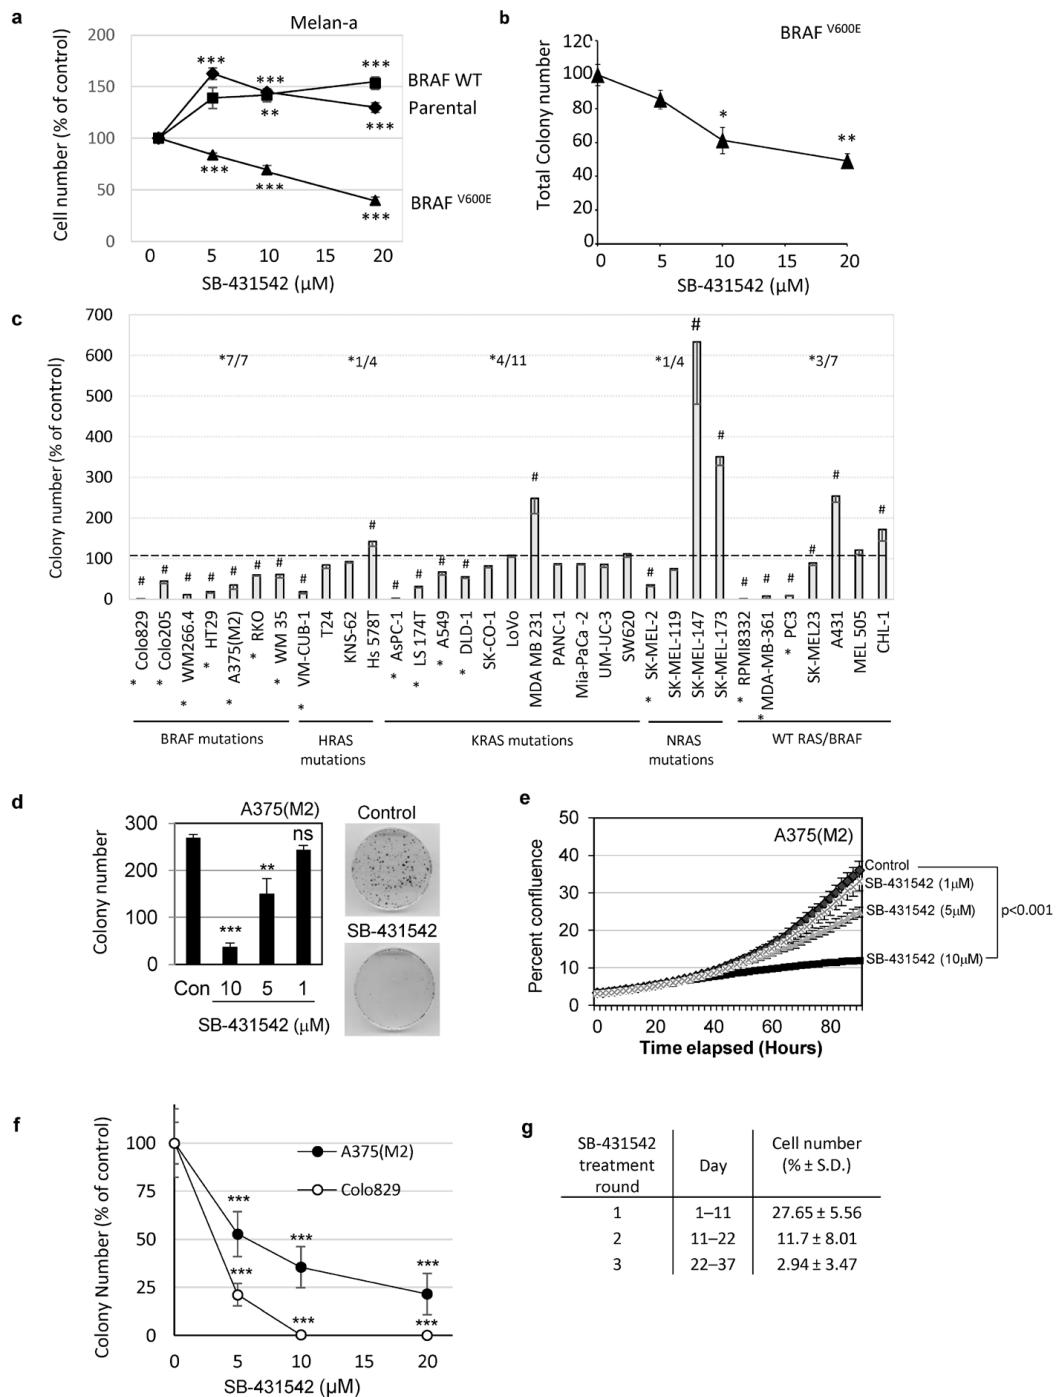 a
Melan-a
Cell number (% of control)
200
150
100
50
0
***
***
**
***
***
***
***
***
BRAF WT
Parental
BRAF V600E
0 5 10 15 20
SB-431542 (µM)
b
BRAF V600E
Total Colony number
120
100
80
60
40
20
0
*
**
0 5 10 15 20
SB-431542 (µM)
c
Colony number (% of control)
700
600
500
400
300
200
100
0
*7/7 *1/4 *4/11 *1/4 *3/7
# # # # # # # # # # # # # # # # # # # # # #
* Colo829
* Colo205
* WM266.4
* HT29
* A375(M2)
* RKO
* WM 35
* VM-CUB-1
T24
KNS-62
Hs 578T
* AsPC-1
* LS 174T
* A549
* DLD-1
SK-CO-1
LoVo
MDA MB 231
PANC-1
Mia-PaCa -2
UM-UC-3
SW620
* SK-MEL-2
SK-MEL-119
SK-MEL-147
SK-MEL-173
* RPMI8332
* MDA-MB-361
* PC3
SK-MEL23
A431
MEL 505
CHL-1
BRAF mutations
HRAS
mutations
KRAS mutations
NRAS
mutations
WT RAS/BRAF
d
A375(M2)
Colony number
300
200
100
0
***
**
ns
Con 10 5 1
SB-431542 (µM)
Control
SB-431542
e
A375(M2)
Percent confluence
50
40
30
20
10
0
Control
SB-431542 (1µM)
SB-431542 (5µM)
SB-431542 (10µM)
p<0.001
0 20 40 60 80
Time elapsed (Hours)
f
Colony Number (% of control)
100
75
50
25
0
A375(M2)
Colo829
***
***
***
***
***
***
0 5 10 15 20
SB-431542 (µM)
g
SB-431542
treatment
round
Day
Cell number
(% ± S.D.)
1 1–11 27.65 ± 5.56
2 11–22 11.7 ± 8.01
3 22–37 2.94 ± 3.47